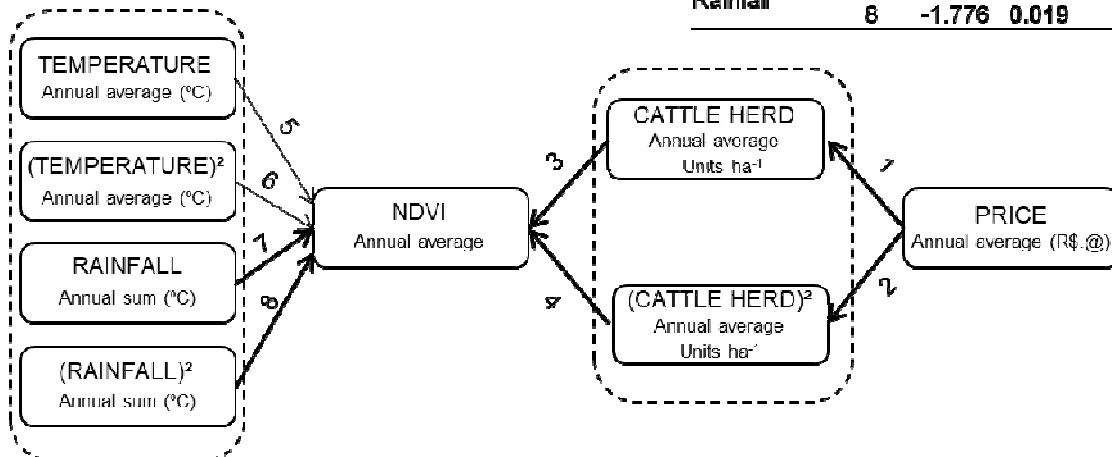 Rainfall
8 -1.776 0.019
TEMPERATURE
Annual average (ºC)
(TEMPERATURE)²
Annual average (ºC)
RAINFALL
Annual sum (ºC)
(RAINFALL)²
Annual sum (ºC)
5
6
7
8
NDVI
Annual average
3
4
CATTLE HERD
Annual average
Units ha⁻¹
(CATTLE HERD)²
Annual average
Units ha⁻¹
1
2
PRICE
Annual average (R$.@)